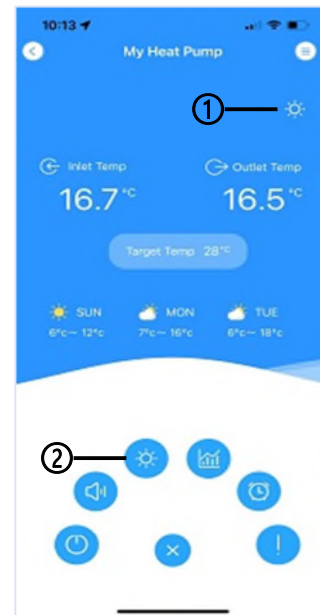 10:13
My Heat Pump
①
Inlet Temp Outlet Temp
16.7°C 16.5°C
Target Temp 28°C
SUN MON TUE
6°c~ 12°c 7°c~ 16°c 6°c~ 18°c
②